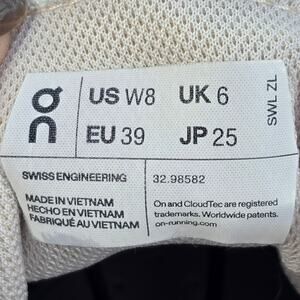 on
US W8 UK 6
EU 39 JP 25
SWL ZL
SWISS ENGINEERING
32.98582
MADE IN VIETNAM
HECHO EN VIETNAM
FABRIQUÉ AU VIETNAM
On and CloudTec are registered
trademarks. Worldwide patents.
on-running.com